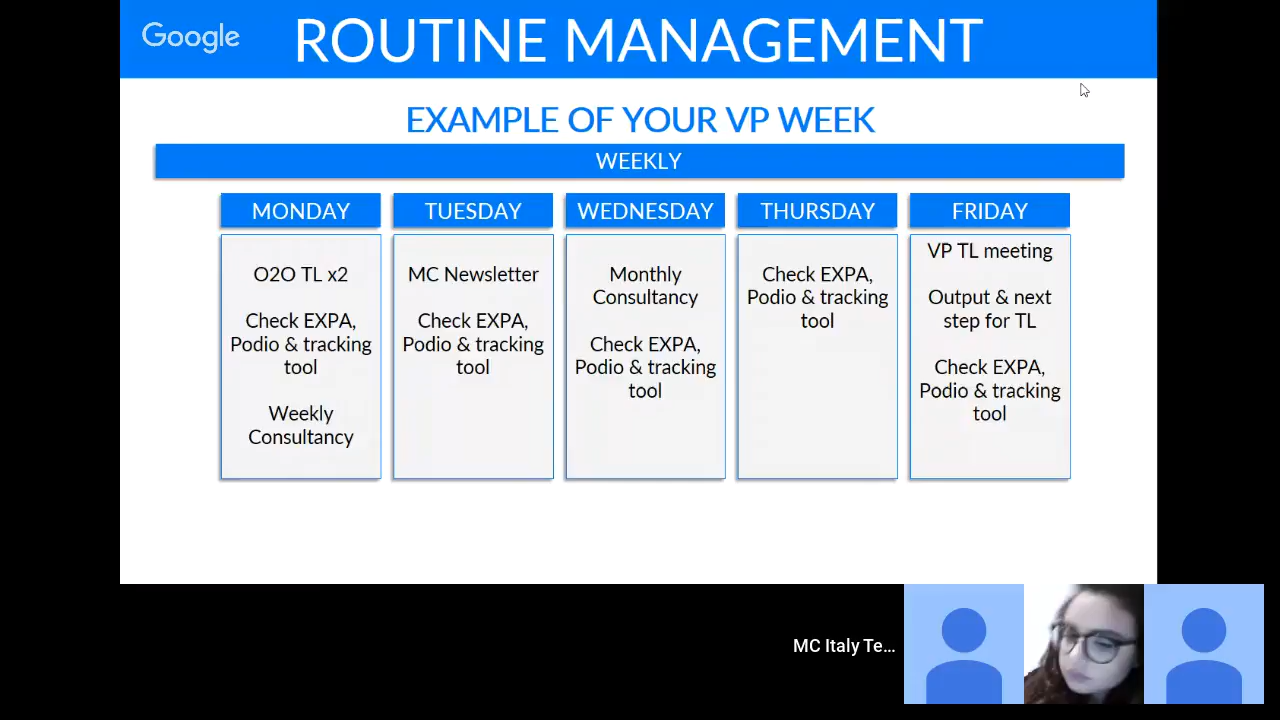 Google
ROUTINE MANAGEMENT
EXAMPLE OF YOUR VP WEEK
WEEKLY
MONDAY
O2O TL x2
Check EXPA,
Podio & tracking
tool
Weekly
Consultancy
TUESDAY
MC Newsletter
Check EXPA,
Podio & tracking
tool
WEDNESDAY
Monthly
Consultancy
Check EXPA,
Podio & tracking
tool
THURSDAY
Check EXPA,
Podio & tracking
tool
FRIDAY
VP TL meeting
Output & next
step for TL
Check EXPA,
Podio & tracking
tool
MC Italy Te...